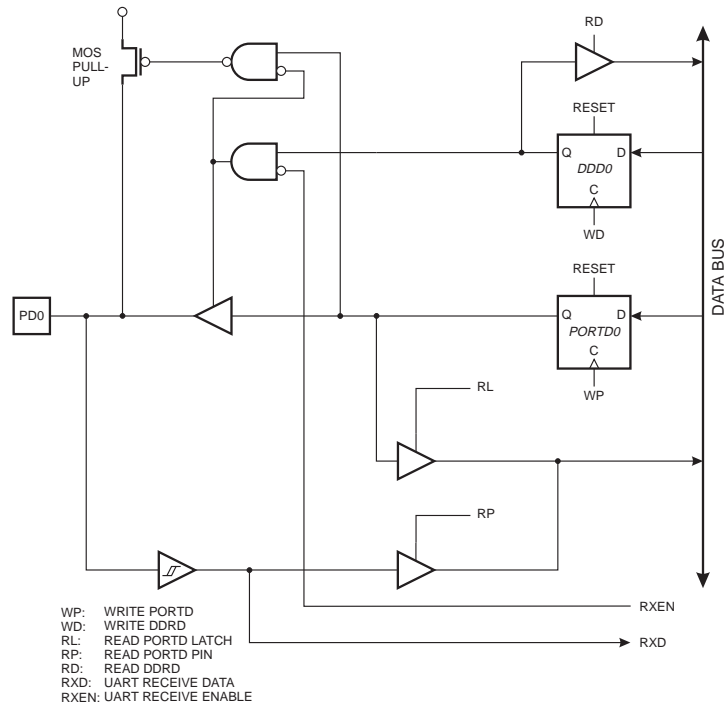 RD
MOS
PULL-
UP
RESET
Q D
DDD0
C
WD
DATA BUS
RESET
PD0
Q D
PORTD0
C
WP
RL
RP
RXEN
RXD
WP: WRITE PORTD
WD: WRITE DDRD
RL: READ PORTD LATCH
RP: READ PORTD PIN
RD: READ DDRD
RXD: UART RECEIVE DATA
RXEN: UART RECEIVE ENABLE